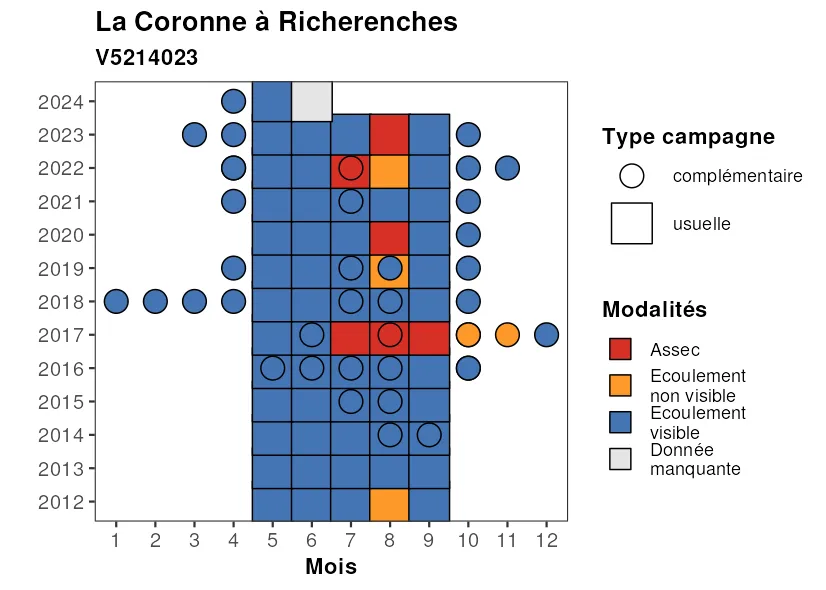 La Coronne à Richerenches
V5214023
2024
2023
2022
2021
2020
2019
2018
2017
2016
2015
2014
2013
2012
1 2 3 4 5 6 7 8 9 10 11 12
Mois
Type campagne
complémentaire
usuelle
Modalités
Assec
Ecoulement
non visible
Ecoulement
visible
Donnée
manquante